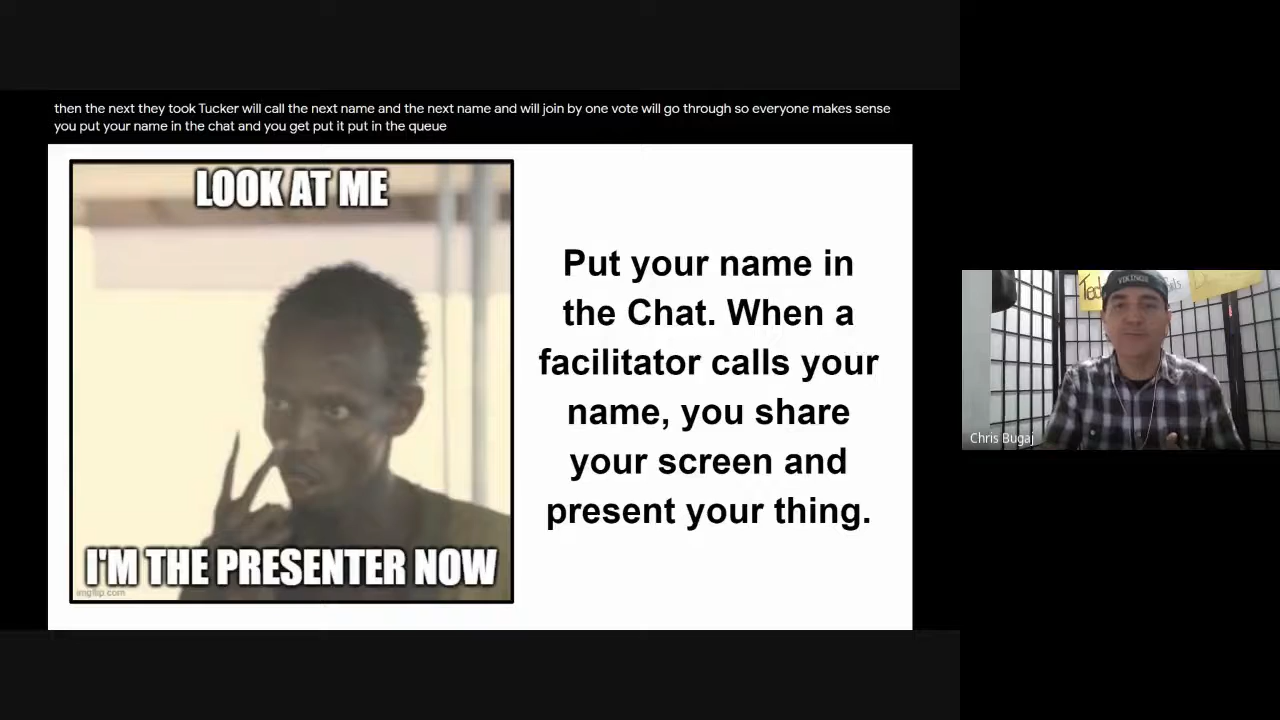 then the next they took Tucker will call the next name and the next name and will join by one vote will go through so everyone makes sense
you put your name in the chat and you get put it put in the queue
LOOK AT ME
I'M THE PRESENTER NOW
imgflip.com
Put your name in
the Chat. When a
facilitator calls your
name, you share
your screen and
present your thing.
VIKINGS
Chris Bugaj